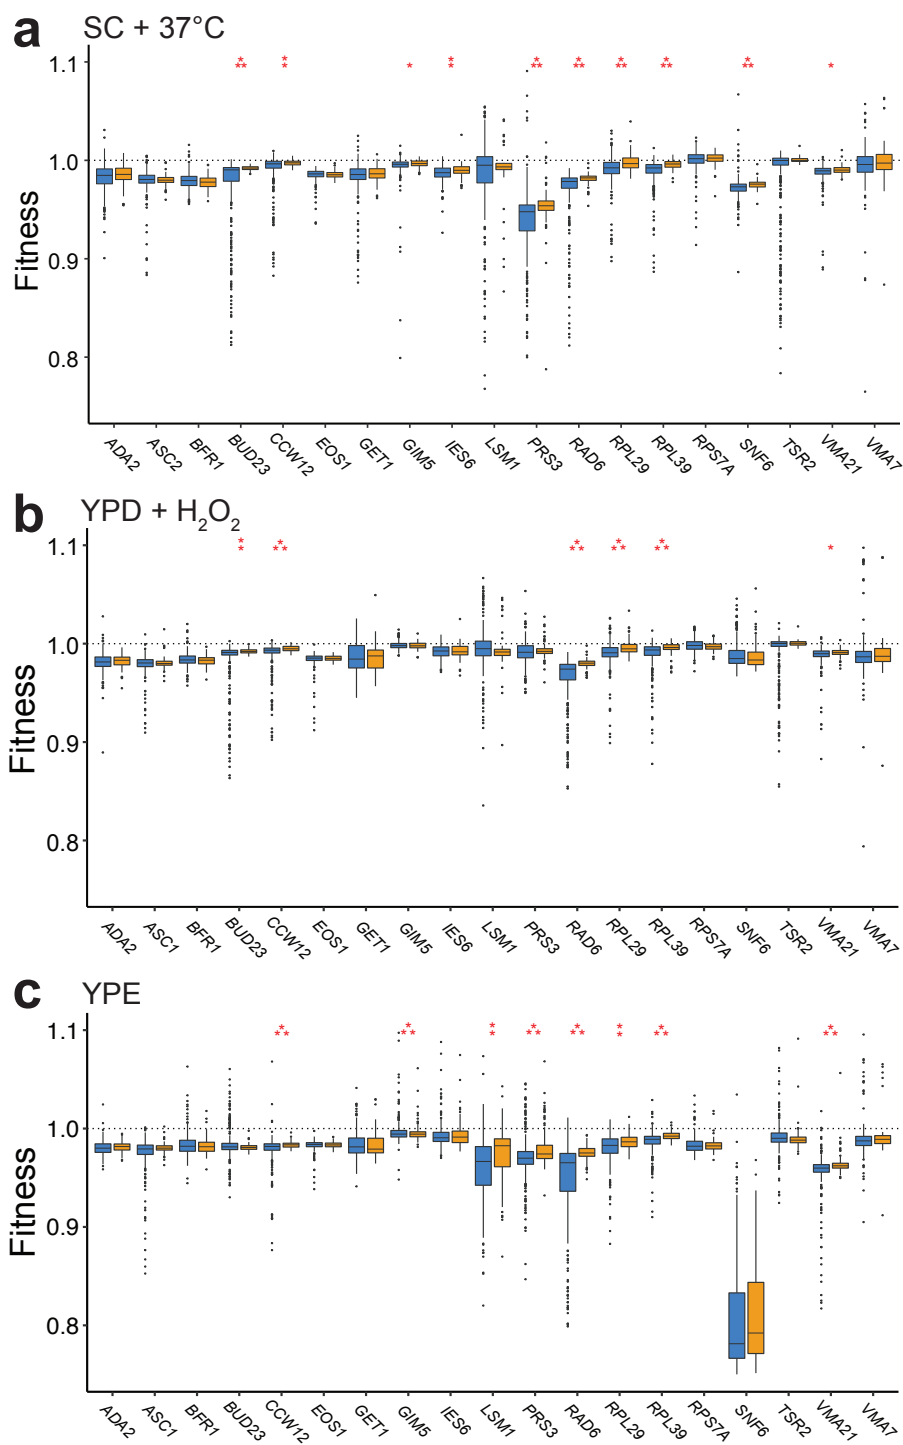 a SC + 37°C
* ** * * * * * * ** * ** * ** * ** * ** *
Fitness
1.1
1.0
0.9
0.8
ADA2 ASC2 BFR1 BUD23 CCW12 EOS1 GET1 GIM5 IES6 LSM1 PRS3 RAD6 RPL29 RPL39 RPS7A SNF6 TSR2 VMA21 VMA7
b YPD + H₂O₂
* * * ** * ** * ** * ** *
Fitness
1.1
1.0
0.9
0.8
ADA2 ASC1 BFR1 BUD23 CCW12 EOS1 GET1 GIM5 IES6 LSM1 PRS3 RAD6 RPL29 RPL39 RPS7A SNF6 TSR2 VMA21 VMA7
c YPE
* ** * ** * * * ** * ** * * * ** * **
Fitness
1.1
1.0
0.9
0.8
ADA2 ASC1 BFR1 BUD23 CCW12 EOS1 GET1 GIM5 IES6 LSM1 PRS3 RAD6 RPL29 RPL39 RPS7A SNF6 TSR2 VMA21 VMA7